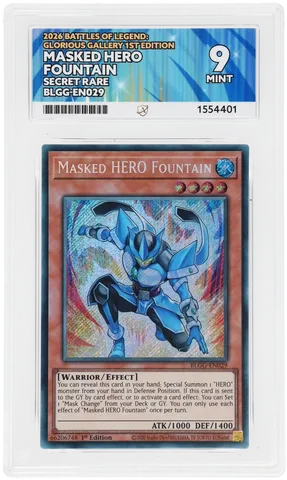 2026 BATTLES OF LEGEND:
GLORIOUS GALLERY 1ST EDITION
MASKED HERO
FOUNTAIN
SECRET RARE
BLGG-EN029
9
MINT
1554401
MASKED HERO FOUNTAIN
BLGG-EN029
[WARRIOR/EFFECT]
You can reveal this card in your hand; Special Summon 1 "HERO"
monster from your hand in Defense Position. If this card is sent
to the GY by card effect, or to activate a card effect: You can Set
1 "Mask Change" from your Deck or GY. You can only use each
effect of "Masked HERO Fountain" once per turn.
ATK/1000 DEF/1400
66206748 1st Edition